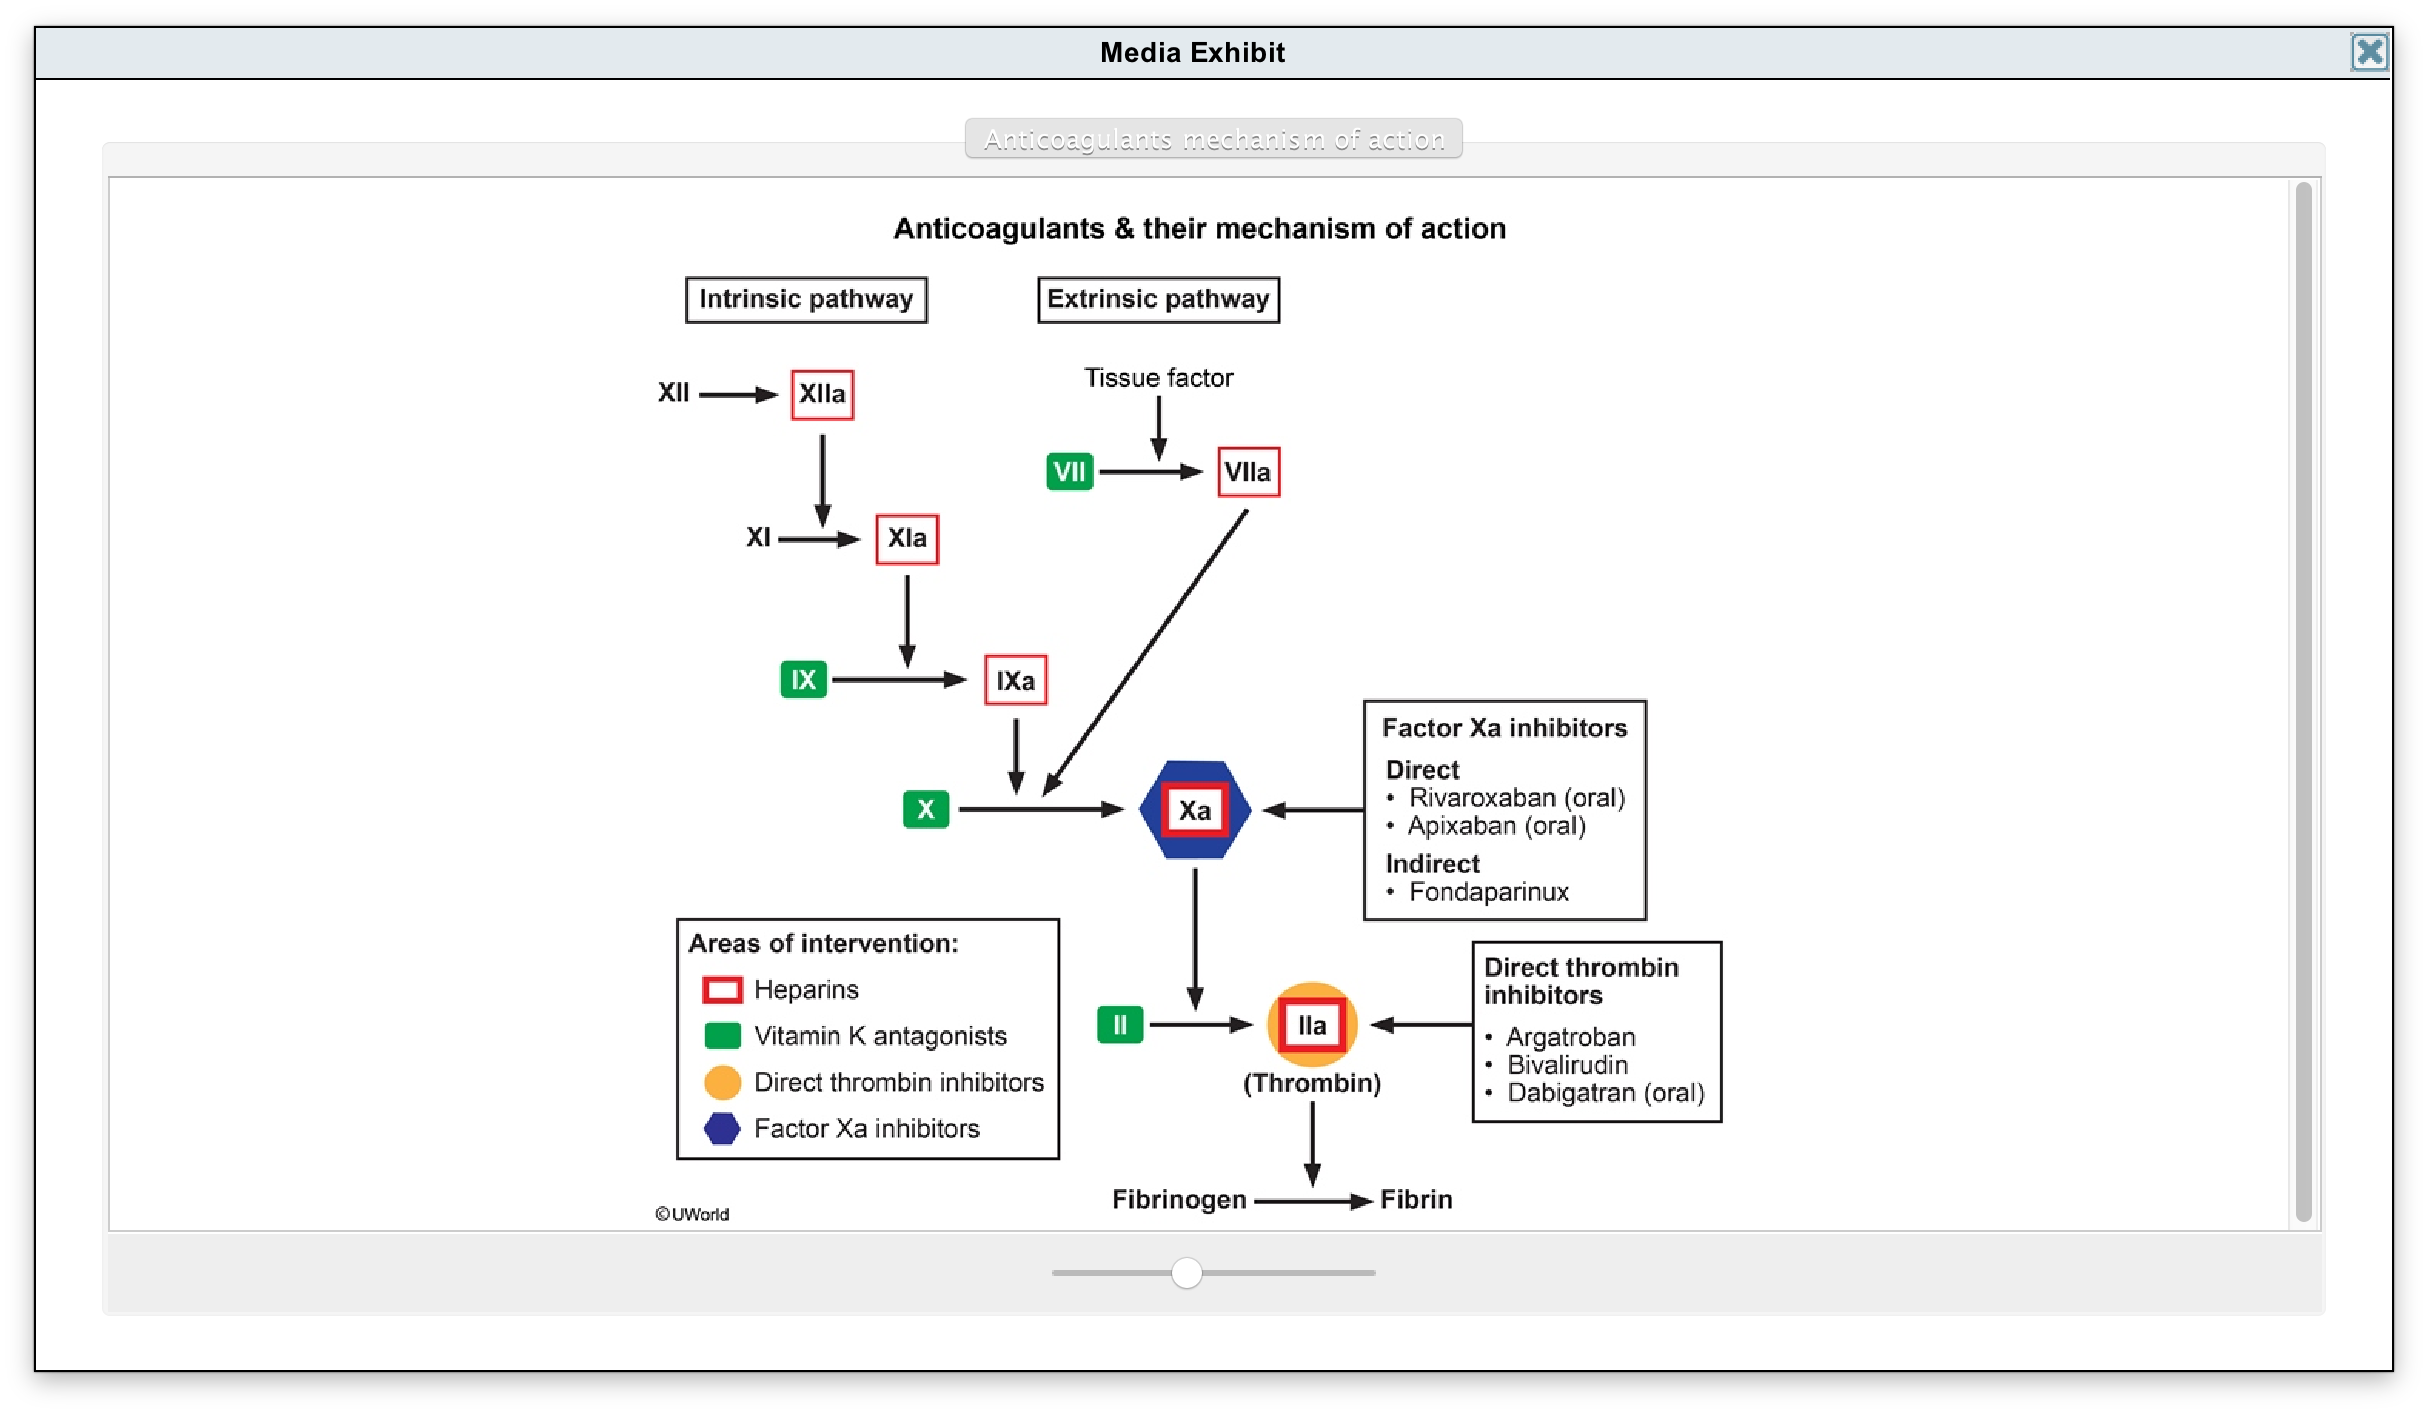 Media Exhibit
Anticoagulants mechanism of action
Anticoagulants & their mechanism of action
Intrinsic pathway
Extrinsic pathway
Tissue factor
XII
XIIa
VII
VIIa
XI
XIa
IX
IXa
X
Xa
Factor Xa inhibitors
Direct
• Rivaroxaban (oral)
• Apixaban (oral)
Indirect
• Fondaparinux
Areas of intervention:
Heparins
Vitamin K antagonists
Direct thrombin inhibitors
Factor Xa inhibitors
II
IIa
(Thrombin)
Direct thrombin
inhibitors
• Argatroban
• Bivalirudin
• Dabigatran (oral)
Fibrinogen
Fibrin
©UWorld